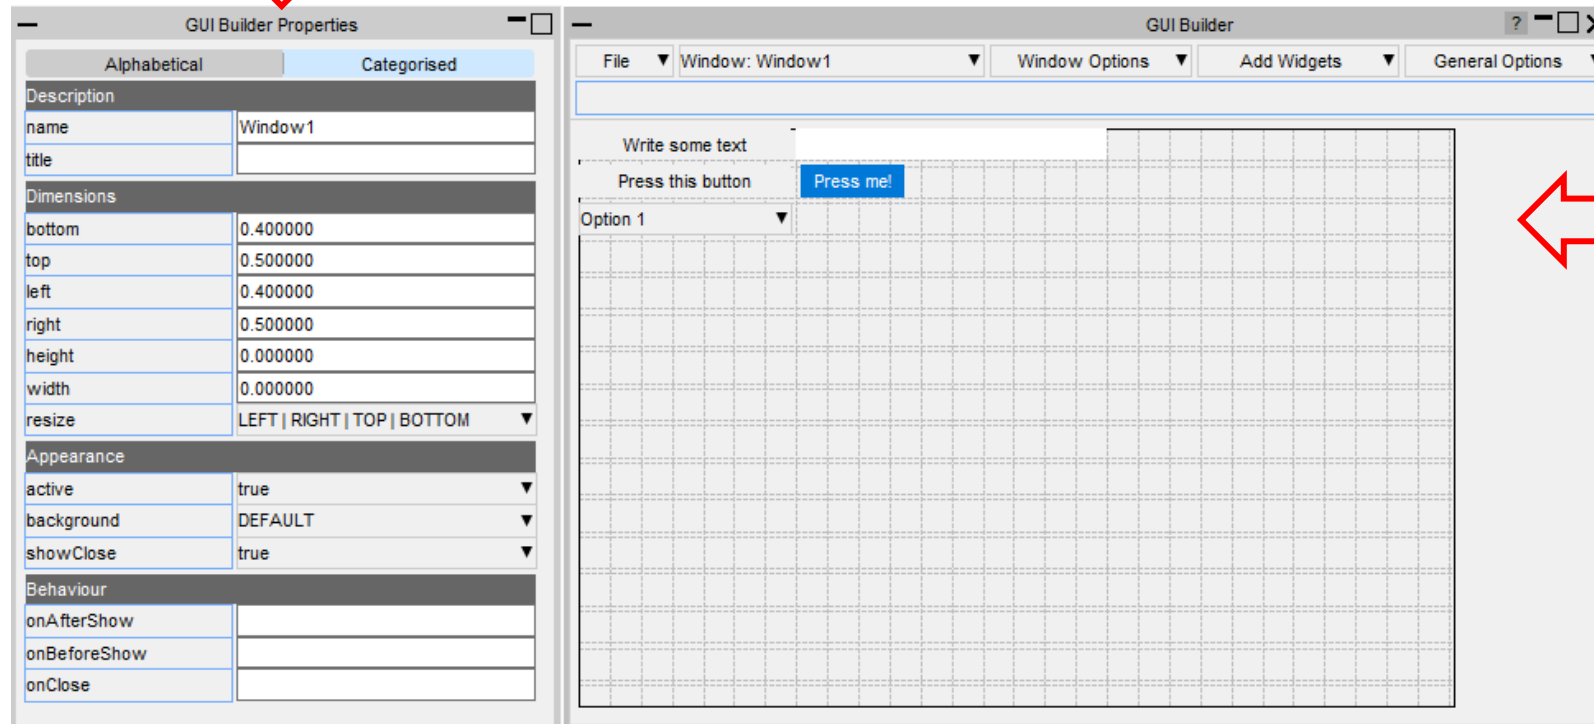 GUI Builder Properties
Alphabetical Categorised
Description
name Window1
title
Dimensions
bottom 0.400000
top 0.500000
left 0.400000
right 0.500000
height 0.000000
width 0.000000
resize LEFT | RIGHT | TOP | BOTTOM
Appearance
active true
background DEFAULT
showClose true
Behaviour
onAfterShow
onBeforeShow
onClose
GUI Builder ?
File Window: Window1 Window Options Add Widgets General Options
Write some text
Press this button Press me!
Option 1